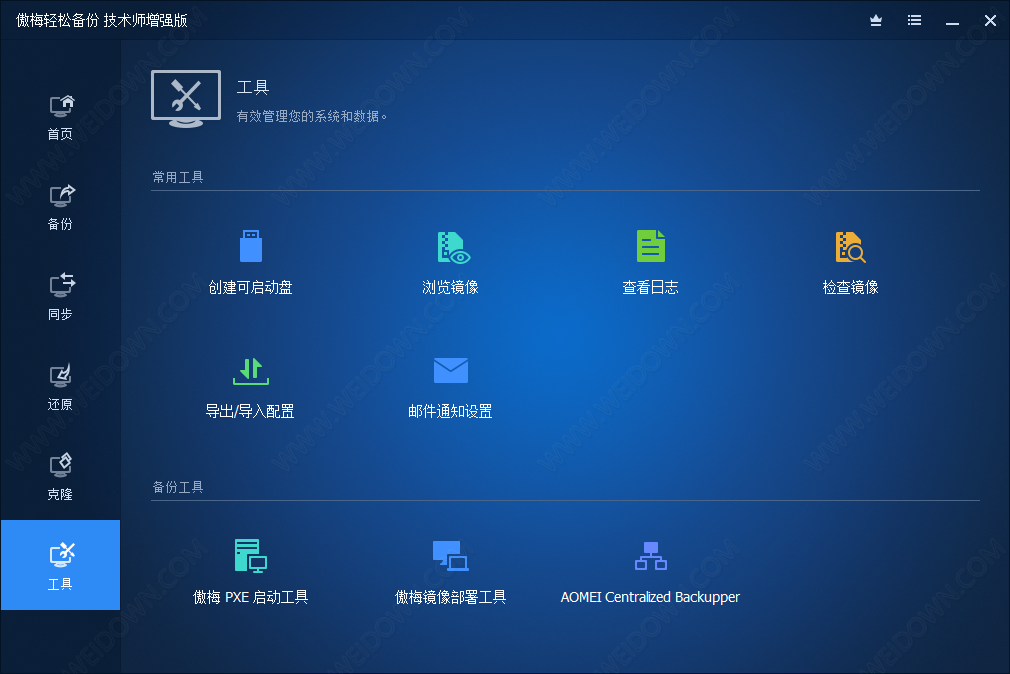 傲梅轻松备份 技术师增强版
首页
备份
同步
还原
克隆
工具
工具
有效管理您的系统和数据。
常用工具
创建可启动盘
浏览镜像
查看日志
检查镜像
导出/导入配置
邮件通知设置
备份工具
傲梅 PXE 启动工具
傲梅镜像部署工具
AOMEI Centralized Backupper
WWW.WEIDOWN.COM